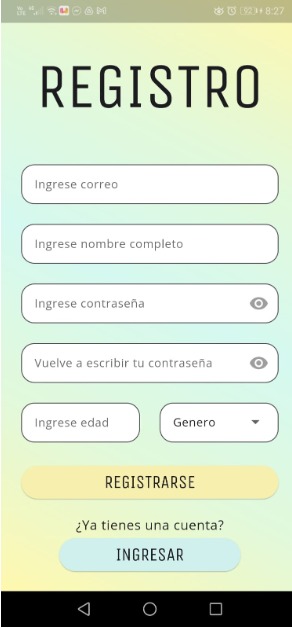 8:27
REGISTRO
Ingrese correo
Ingrese nombre completo
Ingrese contraseña
Vuelve a escribir tu contraseña
Ingrese edad
Genero
REGISTRARSE
¿Ya tienes una cuenta?
INGRESAR